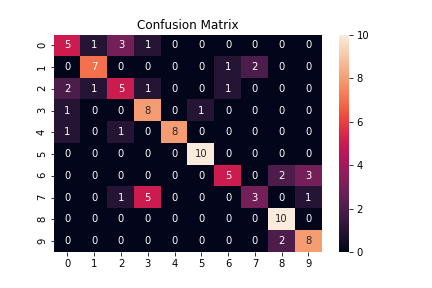 Confusion Matrix
0 5 1 3 1 0 0 0 0 0 0
1 0 7 0 0 0 0 1 2 0 0
2 2 1 5 1 0 0 1 0 0 0
3 1 0 0 8 0 1 0 0 0 0
4 1 0 1 0 8 0 0 0 0 0
5 0 0 0 0 0 10 0 0 0 0
6 0 0 0 0 0 0 5 0 2 3
7 0 0 1 5 0 0 0 3 0 1
8 0 0 0 0 0 0 0 0 10 0
9 0 0 0 0 0 0 0 0 2 8
0 1 2 3 4 5 6 7 8 9
10
8
6
4
2
0